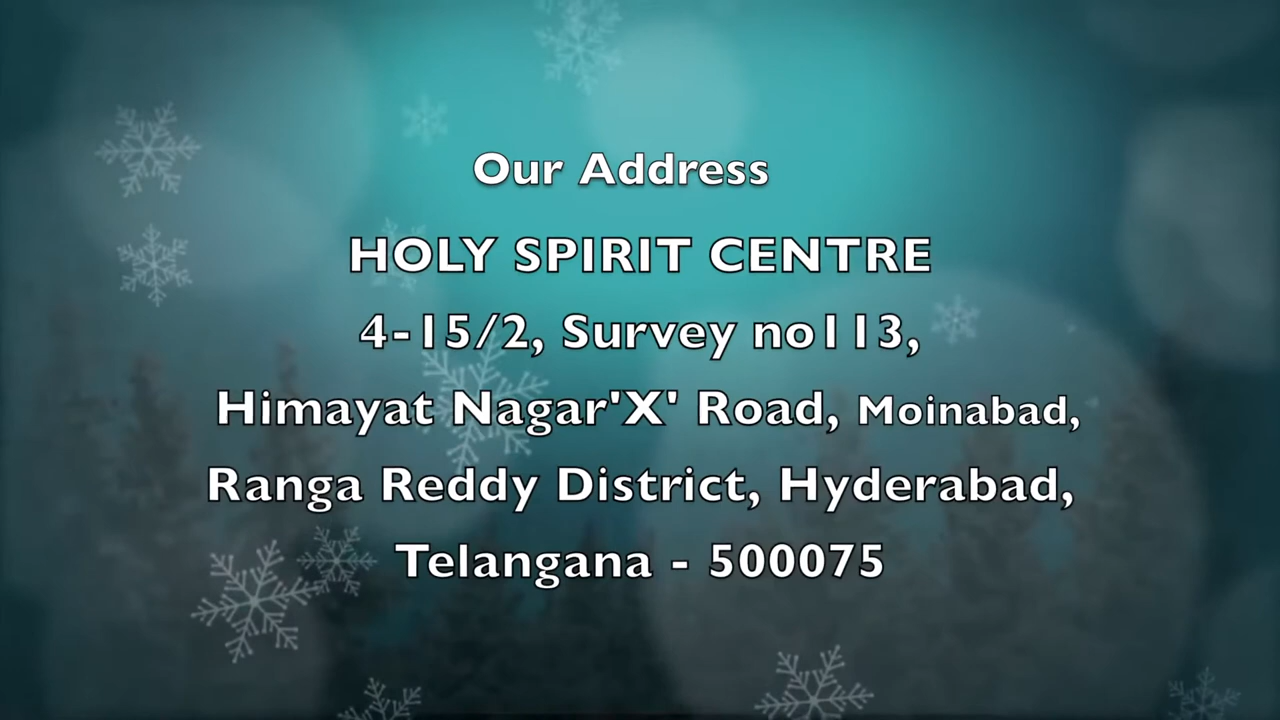 Our Address
HOLY SPIRIT CENTRE
4-15/2, Survey no113,
Himayat Nagar'X' Road, Moinabad,
Ranga Reddy District, Hyderabad,
Telangana - 500075